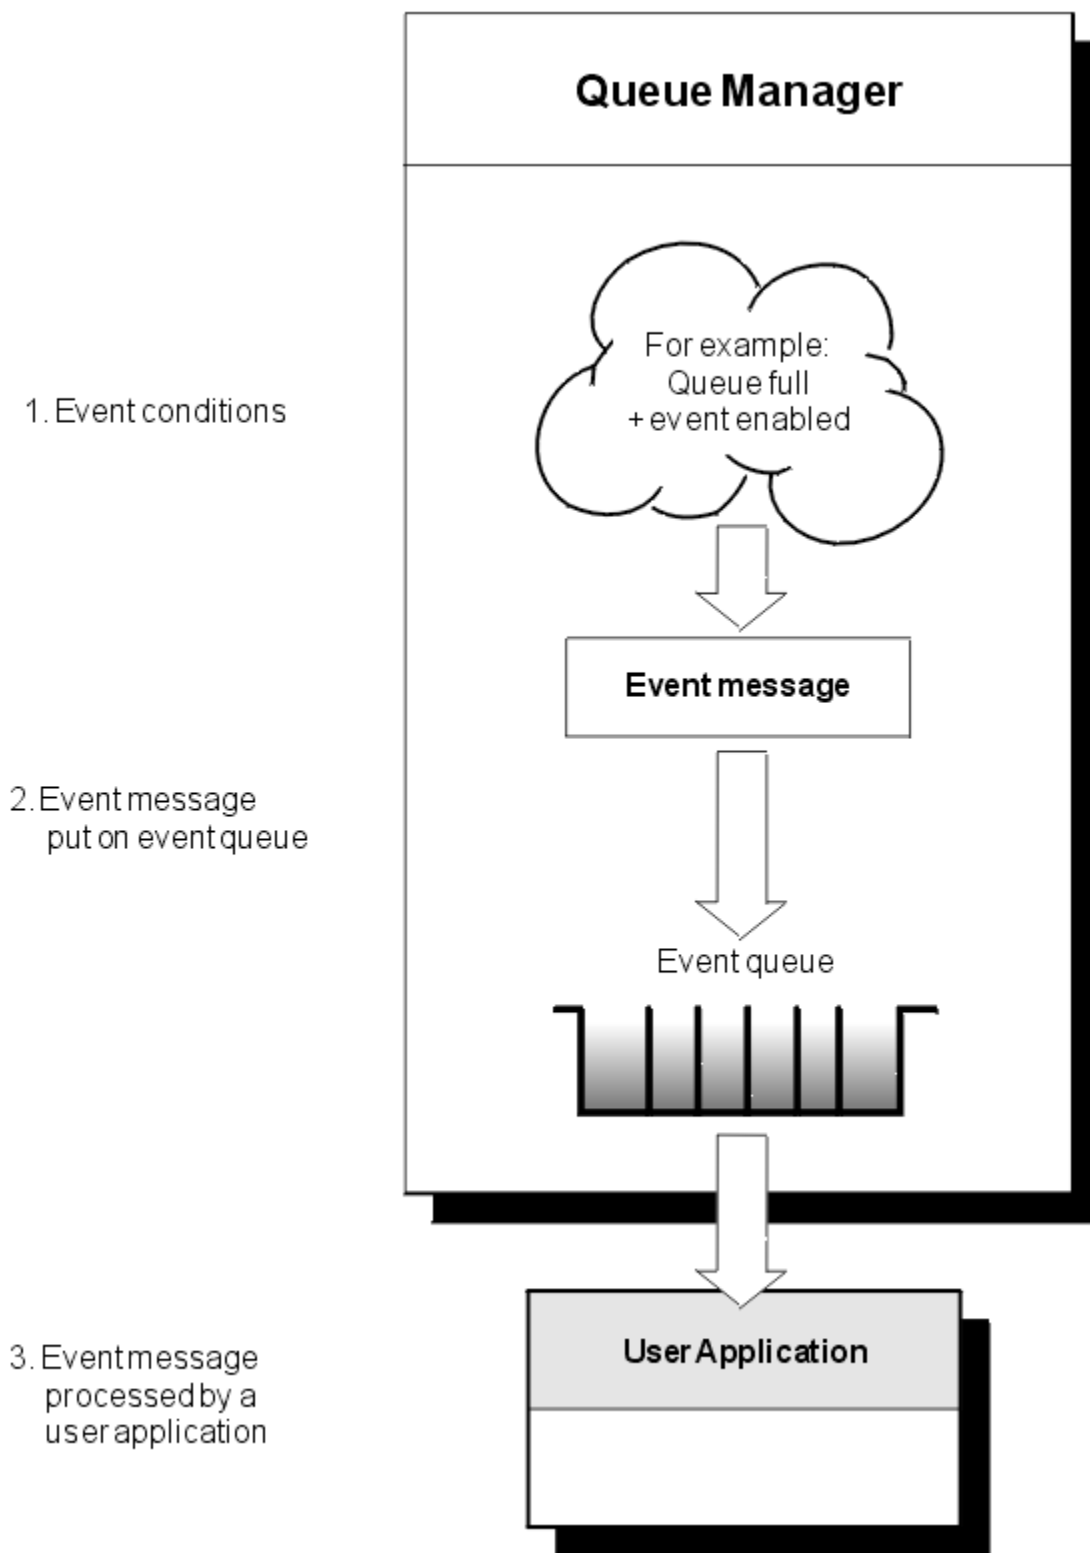 Queue Manager
For example:
Queue full
+ event enabled
1. Event conditions
Event message
2. Event message
put on event queue
Event queue
User Application
3. Event message
processed by a
user application